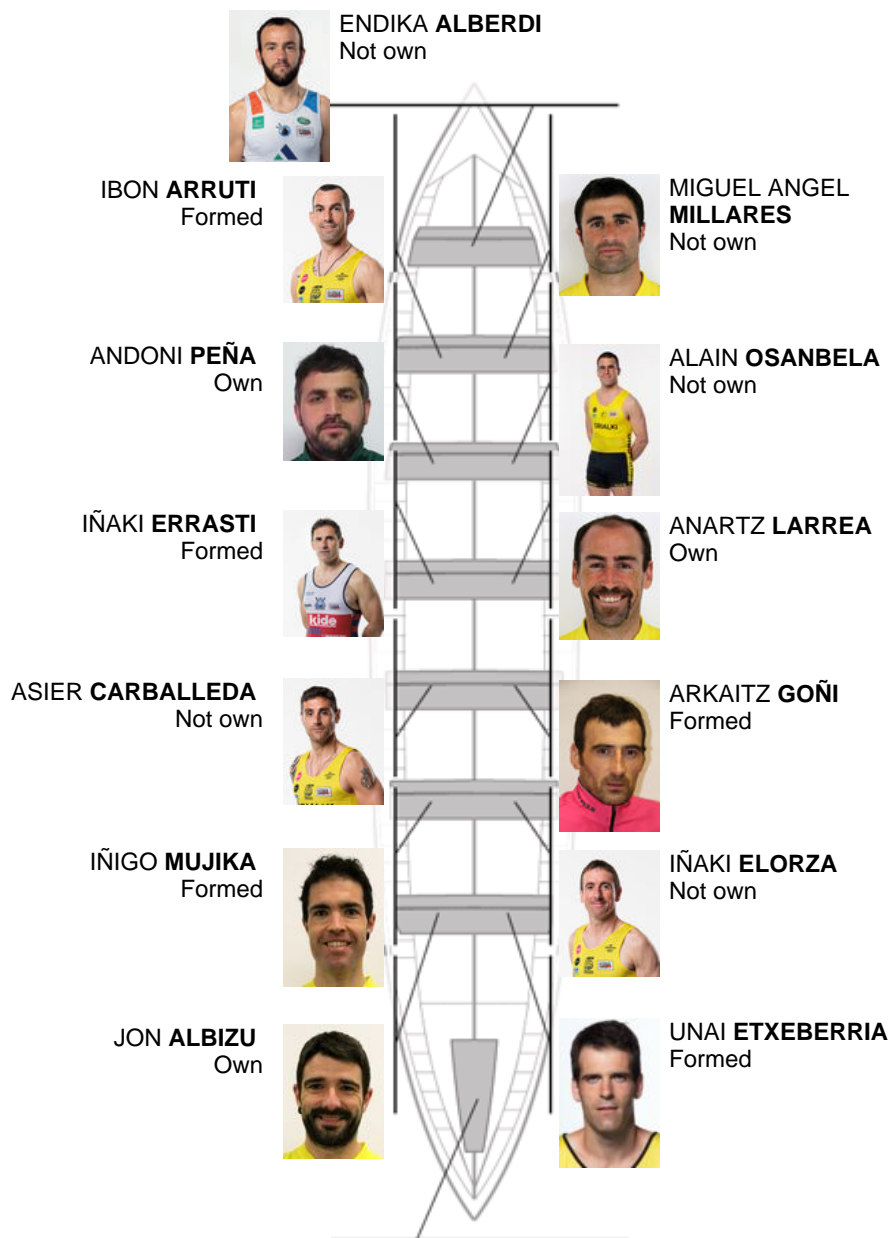 ENDIKA ALBERDI
Not own
IBON ARRUTI
Formed
MIGUEL ANGEL
MILLARES
Not own
ANDONI PEÑA
Own
ALAIN OSANBELA
Not own
IÑAKI ERRASTI
Formed
ANARTZ LARREA
Own
ASIER CARBALLEDA
Not own
ARKAITZ GOÑI
Formed
IÑIGO MUJIKA
Formed
IÑAKI ELORZA
Not own
JON ALBIZU
Own
UNAI ETXEBERRIA
Formed
kide